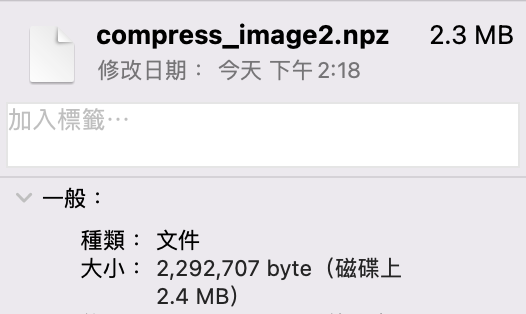 compress_image2.npz 2.3 MB
修改日期： 今天 下午2:18
加入標籤⋯
一般：
種類： 文件
大小： 2,292,707 byte（磁碟上
2.4 MB）